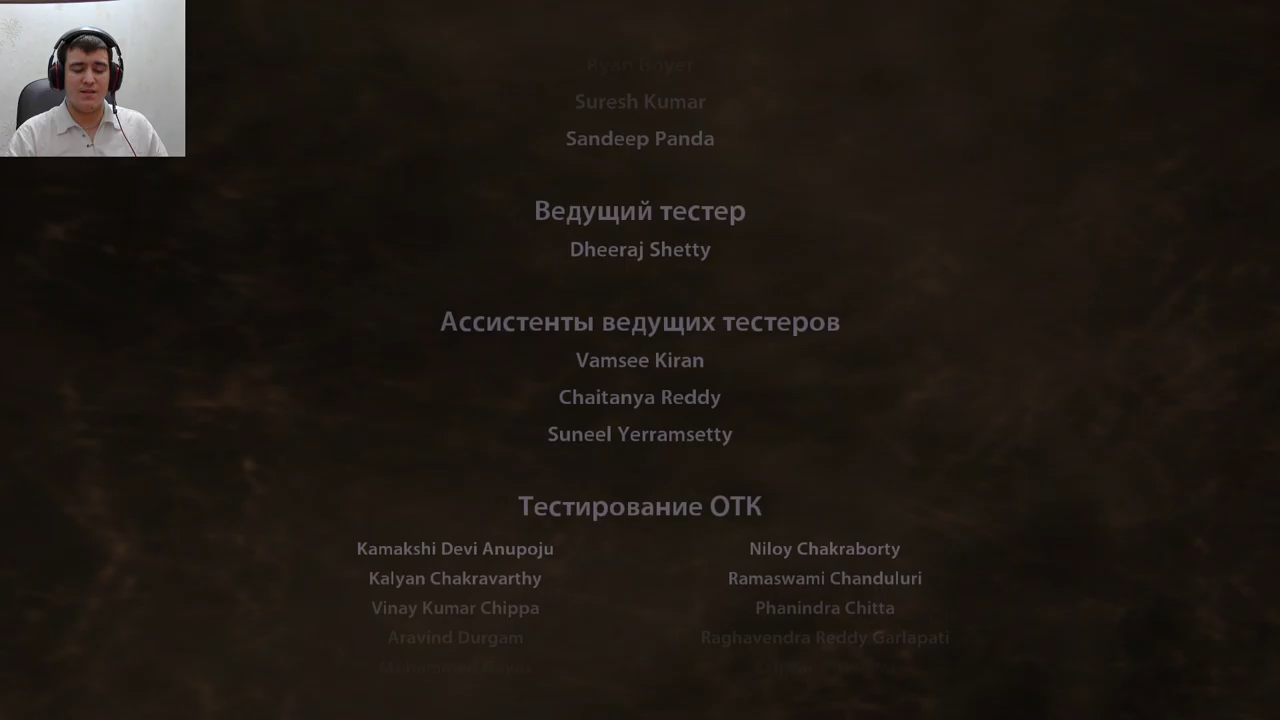 Ryan Boyer
Suresh Kumar
Sandeep Panda
Ведущий тестер
Dheeraj Shetty
Ассистенты ведущих тестеров
Vamsee Kiran
Chaitanya Reddy
Suneel Yerramsetty
Тестирование ОТК
Kamakshi Devi Anupoju Niloy Chakraborty
Kalyan Chakravarthy Ramaswami Chanduluri
Vinay Kumar Chippa Phanindra Chitta
Aravind Durgam Raghavendra Reddy Garlapati